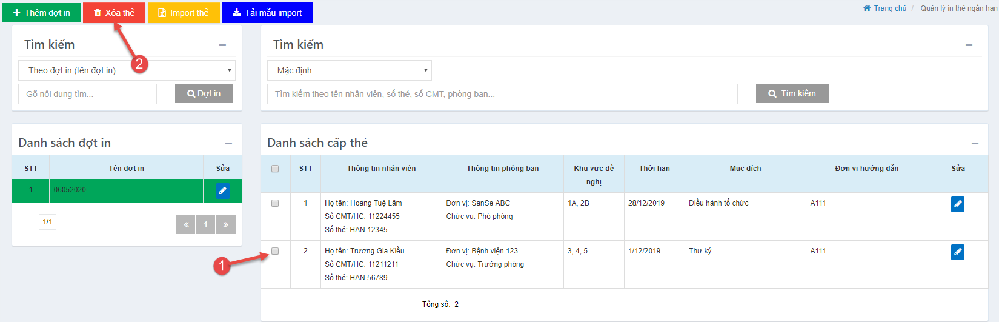 Thêm đợt in
Xóa thẻ
Import thẻ
Tải mẫu import
Trang chủ / Quản lý in thẻ ngắn hạn
Tìm kiếm
2
Theo đợt in (tên đợt in)
Gõ nội dung tìm...
Đợt in
Tìm kiếm
Mặc định
Tìm kiếm theo tên nhân viên, số thẻ, số CMT, phòng ban...
Tìm kiếm
Danh sách đợt in
STT Tên đợt in Sửa
1 06052020
1/1
« 1 »
Danh sách cấp thẻ
STT Thông tin nhân viên Thông tin phòng ban Khu vực đề nghị Thời hạn Mục đích Đơn vị hướng dẫn Sửa
1 Họ tên: Hoàng Tuệ Lâm Đơn vị: SanSe ABC 1A, 2B 28/12/2019 Điều hành tổ chức A111
Số CMT/HC: 11224455 Chức vụ: Phó phòng
Số thẻ: HAN.12345
2 Họ tên: Trương Gia Kiều Đơn vị: Bệnh viện 123 3, 4, 5 1/12/2019 Thư ký A111
1
Số CMT/HC: 11211211 Chức vụ: Trưởng phòng
Số thẻ: HAN.56789
Tổng số: 2